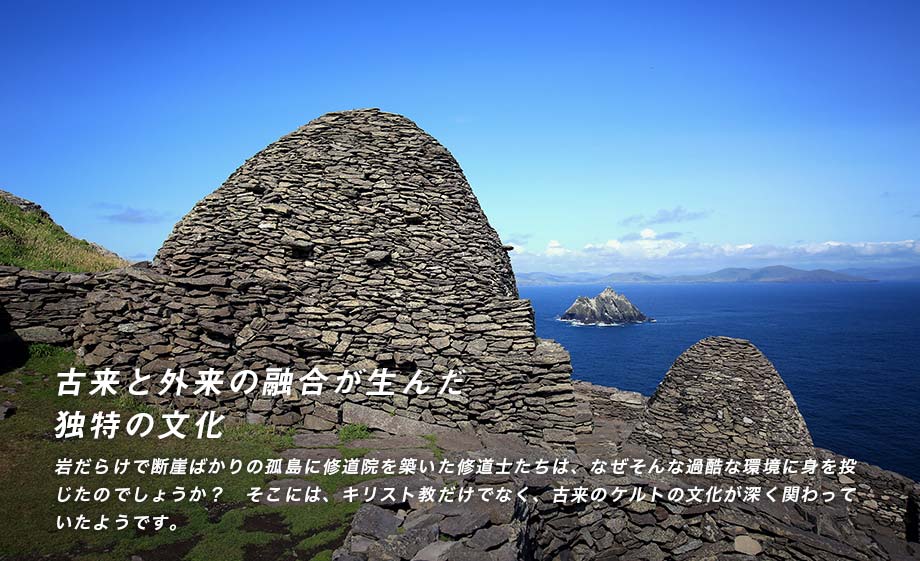 古来と外来の融合が生んだ
独特の文化
岩だらけで断崖ばかりの孤島に修道院を築いた修道士たちは、なぜそんな過酷な環境に身を投
じたのでしょうか？　そこには、キリスト教だけでなく、古来のケルトの文化が深く関わって
いたようです。